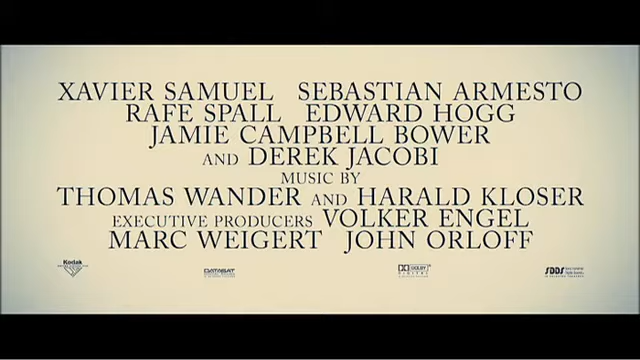 XAVIER SAMUEL SEBASTIAN ARMESTO
RAFE SPALL EDWARD HOGG
JAMIE CAMPBELL BOWER
AND DEREK JACOBI
MUSIC BY
THOMAS WANDER AND HARALD KLOSER
EXECUTIVE PRODUCERS VOLKER ENGEL
MARC WEIGERT JOHN ORLOFF
Kodak
DATASAT
DOLBY
DIGITAL
SDDS